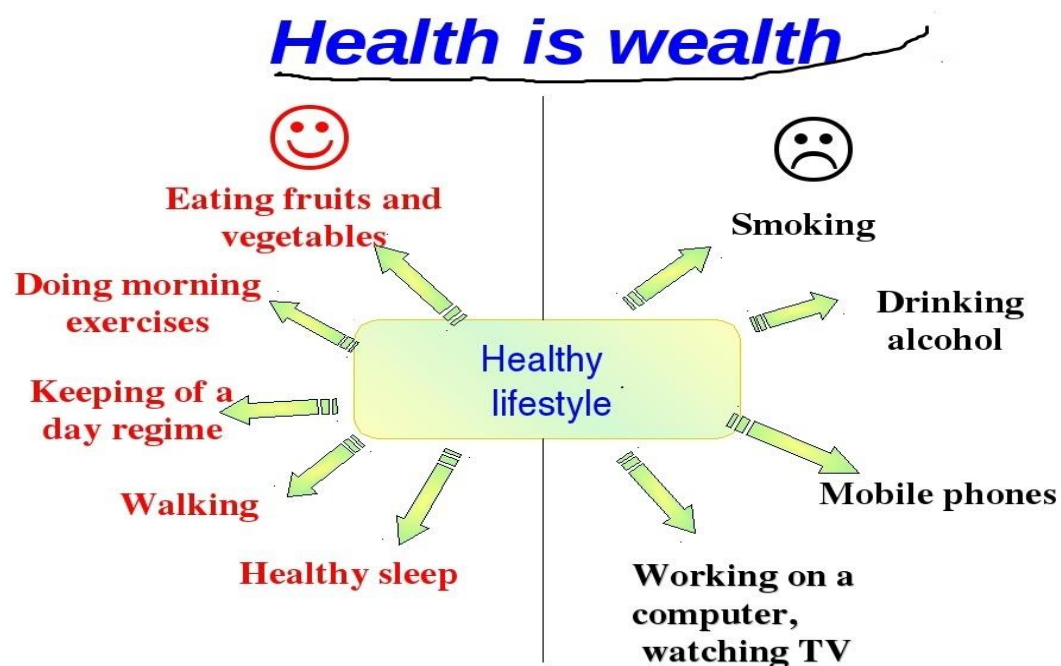 Health is wealth
Eating fruits and
vegetables
Doing morning
exercises
Keeping of a
day regime
Walking
Healthy sleep
Healthy
lifestyle
Smoking
Drinking
alcohol
Mobile phones
Working on a
computer,
watching TV